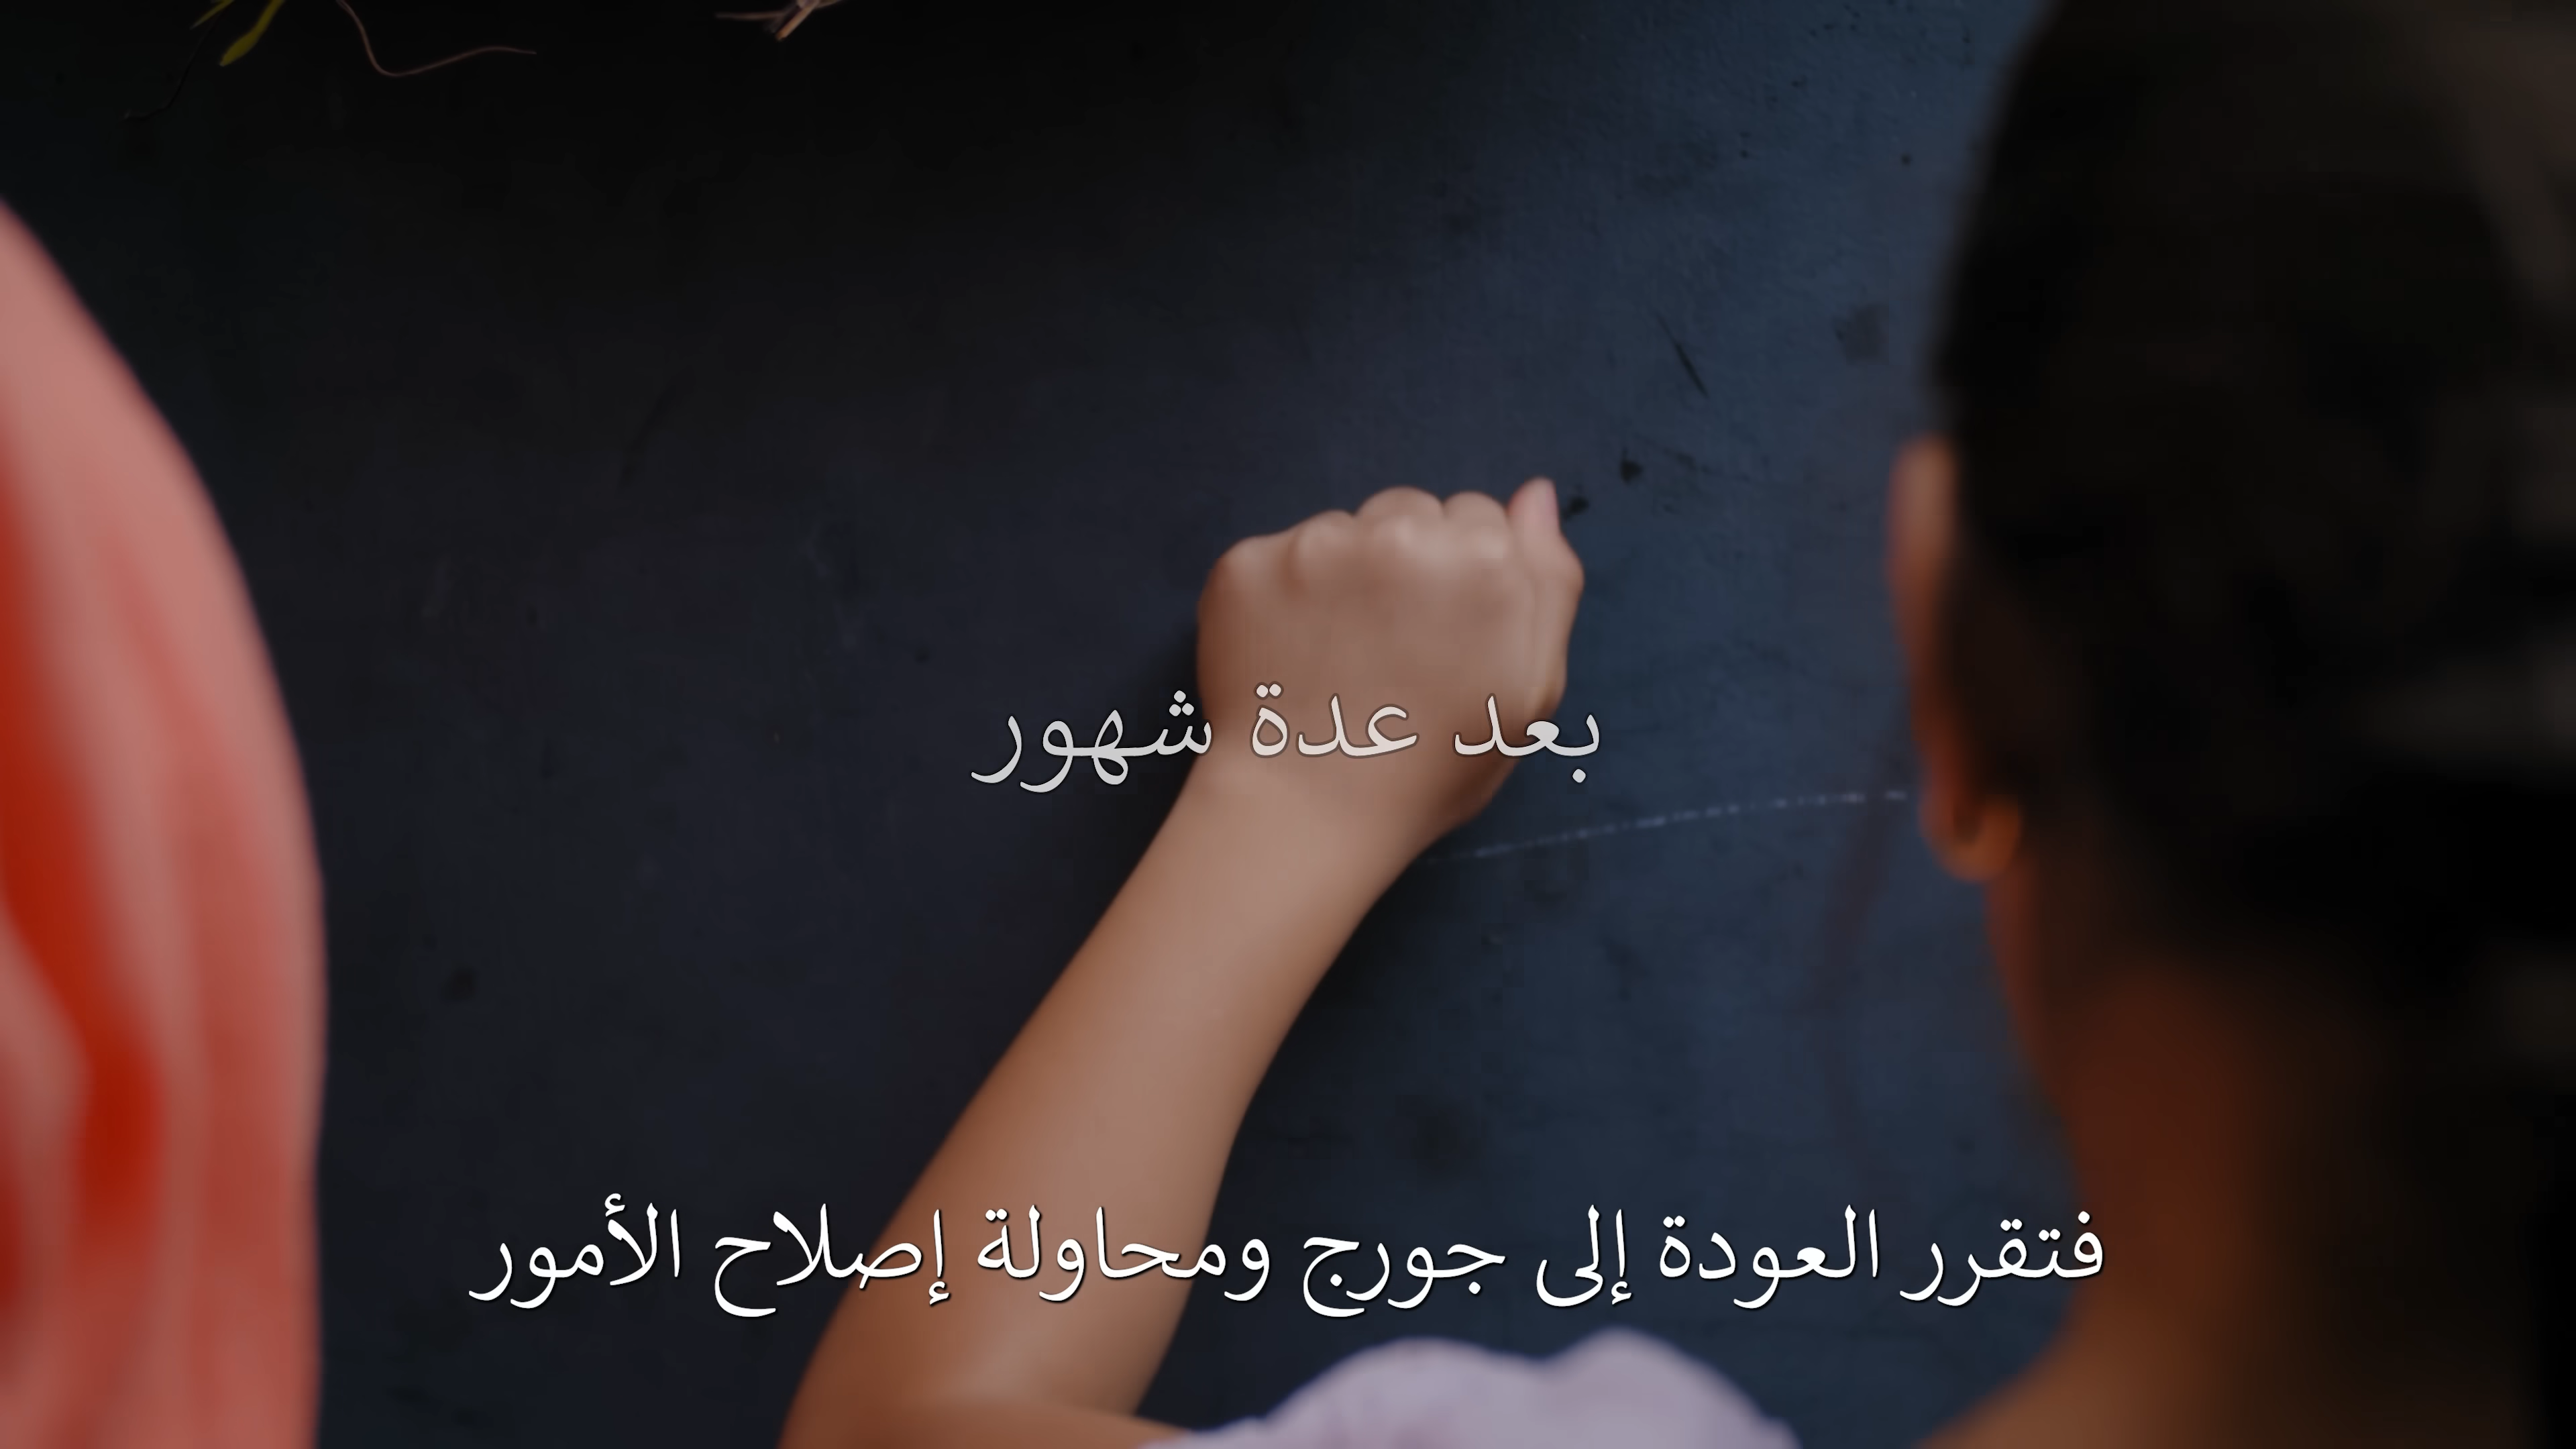 بعد عدة شهور
فتقرر العودة إلى جورج ومحاولة إصلاح الأمور